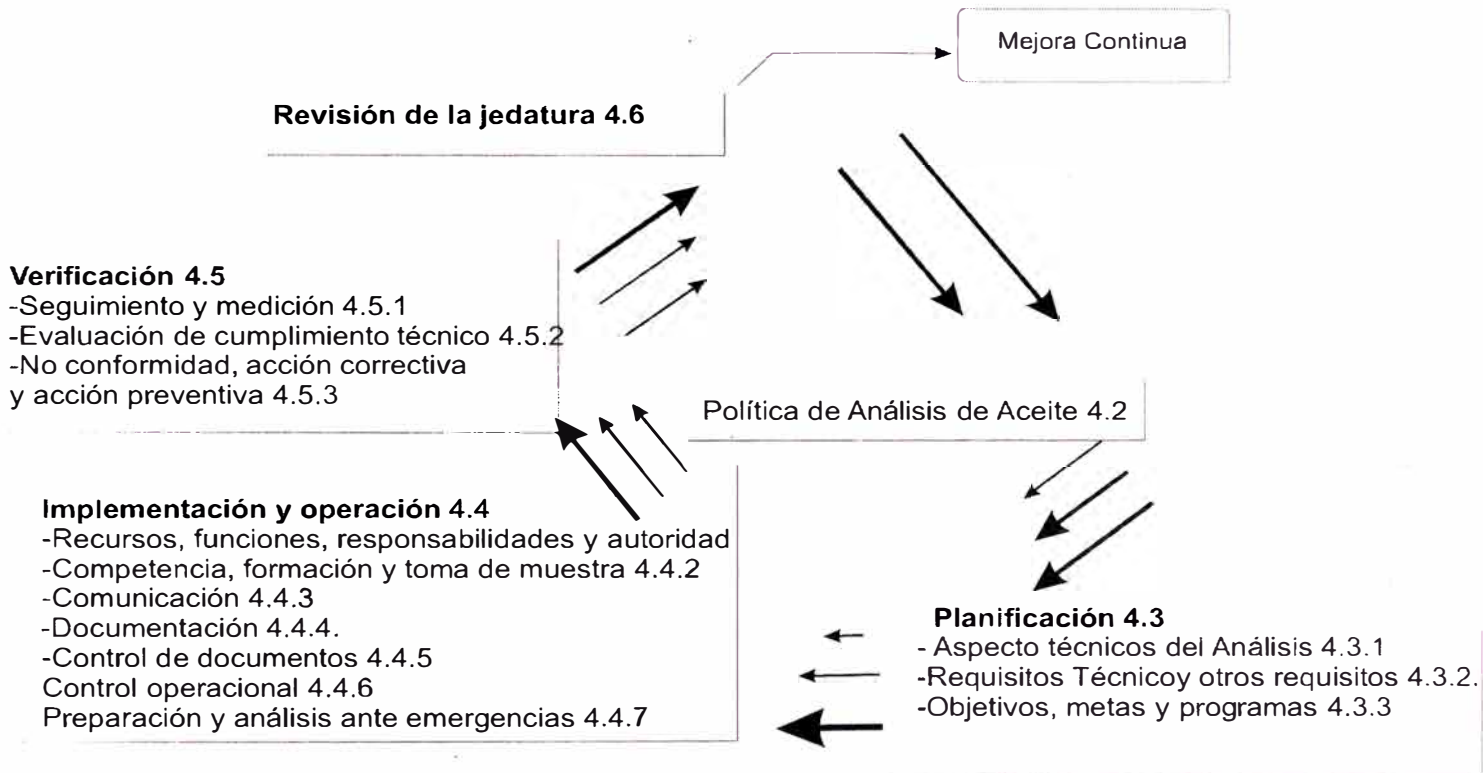 Mejora Continua
Revisión de la jedatura 4.6
Verificación 4.5
-Seguimiento y medición 4.5.1
-Evaluación de cumplimiento técnico 4.5.2
-No conformidad, acción correctiva
y acción preventiva 4.5.3
Política de Análisis de Aceite 4.2
Implementación y operación 4.4
-Recursos, funciones, responsabilidades y autoridad
-Competencia, formación y toma de muestra 4.4.2
-Comunicación 4.4.3
-Documentación 4.4.4.
-Control de documentos 4.4.5
Control operacional 4.4.6
Preparación y análisis ante emergencias 4.4.7
Planificación 4.3
- Aspecto técnicos del Análisis 4.3.1
-Requisitos Técnicoy otros requisitos 4.3.2.
-Objetivos, metas y programas 4.3.3